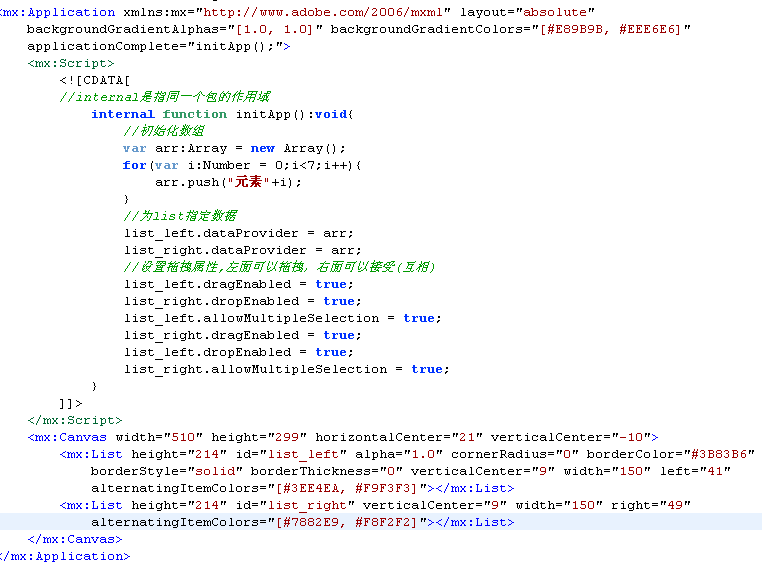 <mx:Application xmlns:mx="http://www.adobe.com/2006/mxml" layout="absolute"
backgroundGradientAlphas="[1.0, 1.0]" backgroundGradientColors="[#E89B9B, #EEE6E6]"
applicationComplete="initApp();">
<mx:Script>
<![CDATA[
//internal是指同一个包的作用域
internal function initApp():void{
//初始化数组
var arr:Array = new Array();
for(var i:Number = 0;i<7;i++){
arr.push("元素"+i);
}
//为list指定数据
list_left.dataProvider = arr;
list_right.dataProvider = arr;
//设置拖拽属性,左面可以拖拽，右面可以接受(互相)
list_left.dragEnabled = true;
list_right.dropEnabled = true;
list_left.allowMultipleSelection = true;
list_right.dragEnabled = true;
list_left.dropEnabled = true;
list_right.allowMultipleSelection = true;
}
]]>
</mx:Script>
<mx:Canvas width="510" height="299" horizontalCenter="21" verticalCenter="-10">
<mx:List height="214" id="list_left" alpha="1.0" cornerRadius="0" borderColor="#3B83B6"
borderStyle="solid" borderThickness="0" verticalCenter="9" width="150" left="41"
alternatingItemColors="[#3EE4EA, #F9F3F3]"></mx:List>
<mx:List height="214" id="list_right" verticalCenter="9" width="150" right="49"
alternatingItemColors="[#7882E9, #F8F2F2]"></mx:List>
</mx:Canvas>
</mx:Application>